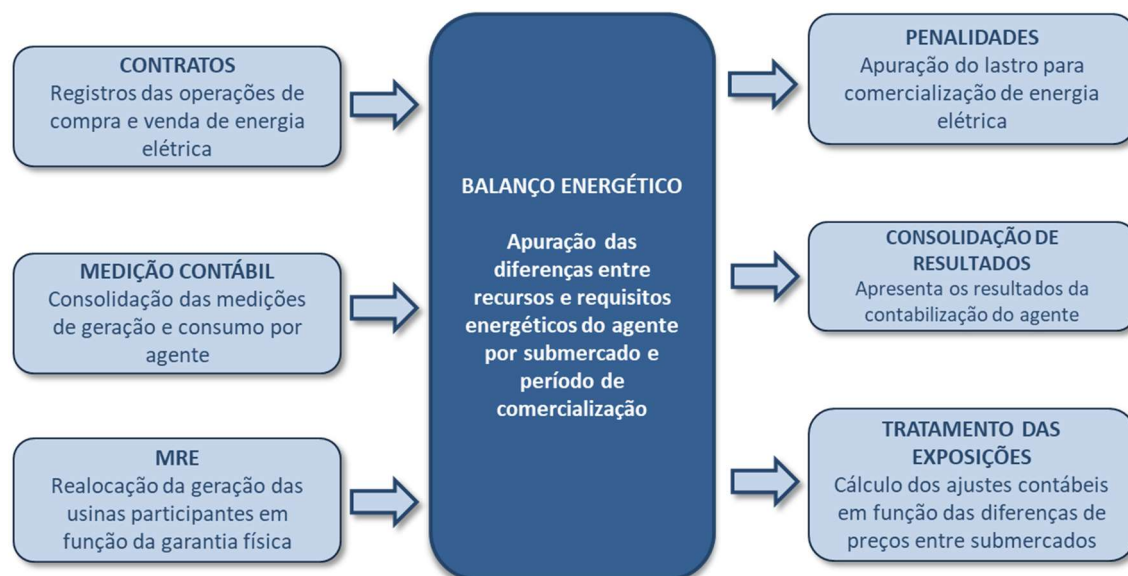 CONTRATOS
Registros das operações de
compra e venda de energia
elétrica
MEDIÇÃO CONTÁBIL
Consolidação das medições
de geração e consumo por
agente
MRE
Realocação da geração das
usinas participantes em
função da garantia física
BALANÇO ENERGÉTICO
Apuração das
diferenças entre
recursos e requisitos
energéticos do agente
por submercado e
período de
comercialização
PENALIDADES
Apuração do lastro para
comercialização de energia
elétrica
CONSOLIDAÇÃO DE
RESULTADOS
Apresenta os resultados da
contabilização do agente
TRATAMENTO DAS
EXPOSIÇÕES
Cálculo dos ajustes contábeis
em função das diferenças de
preços entre submercados